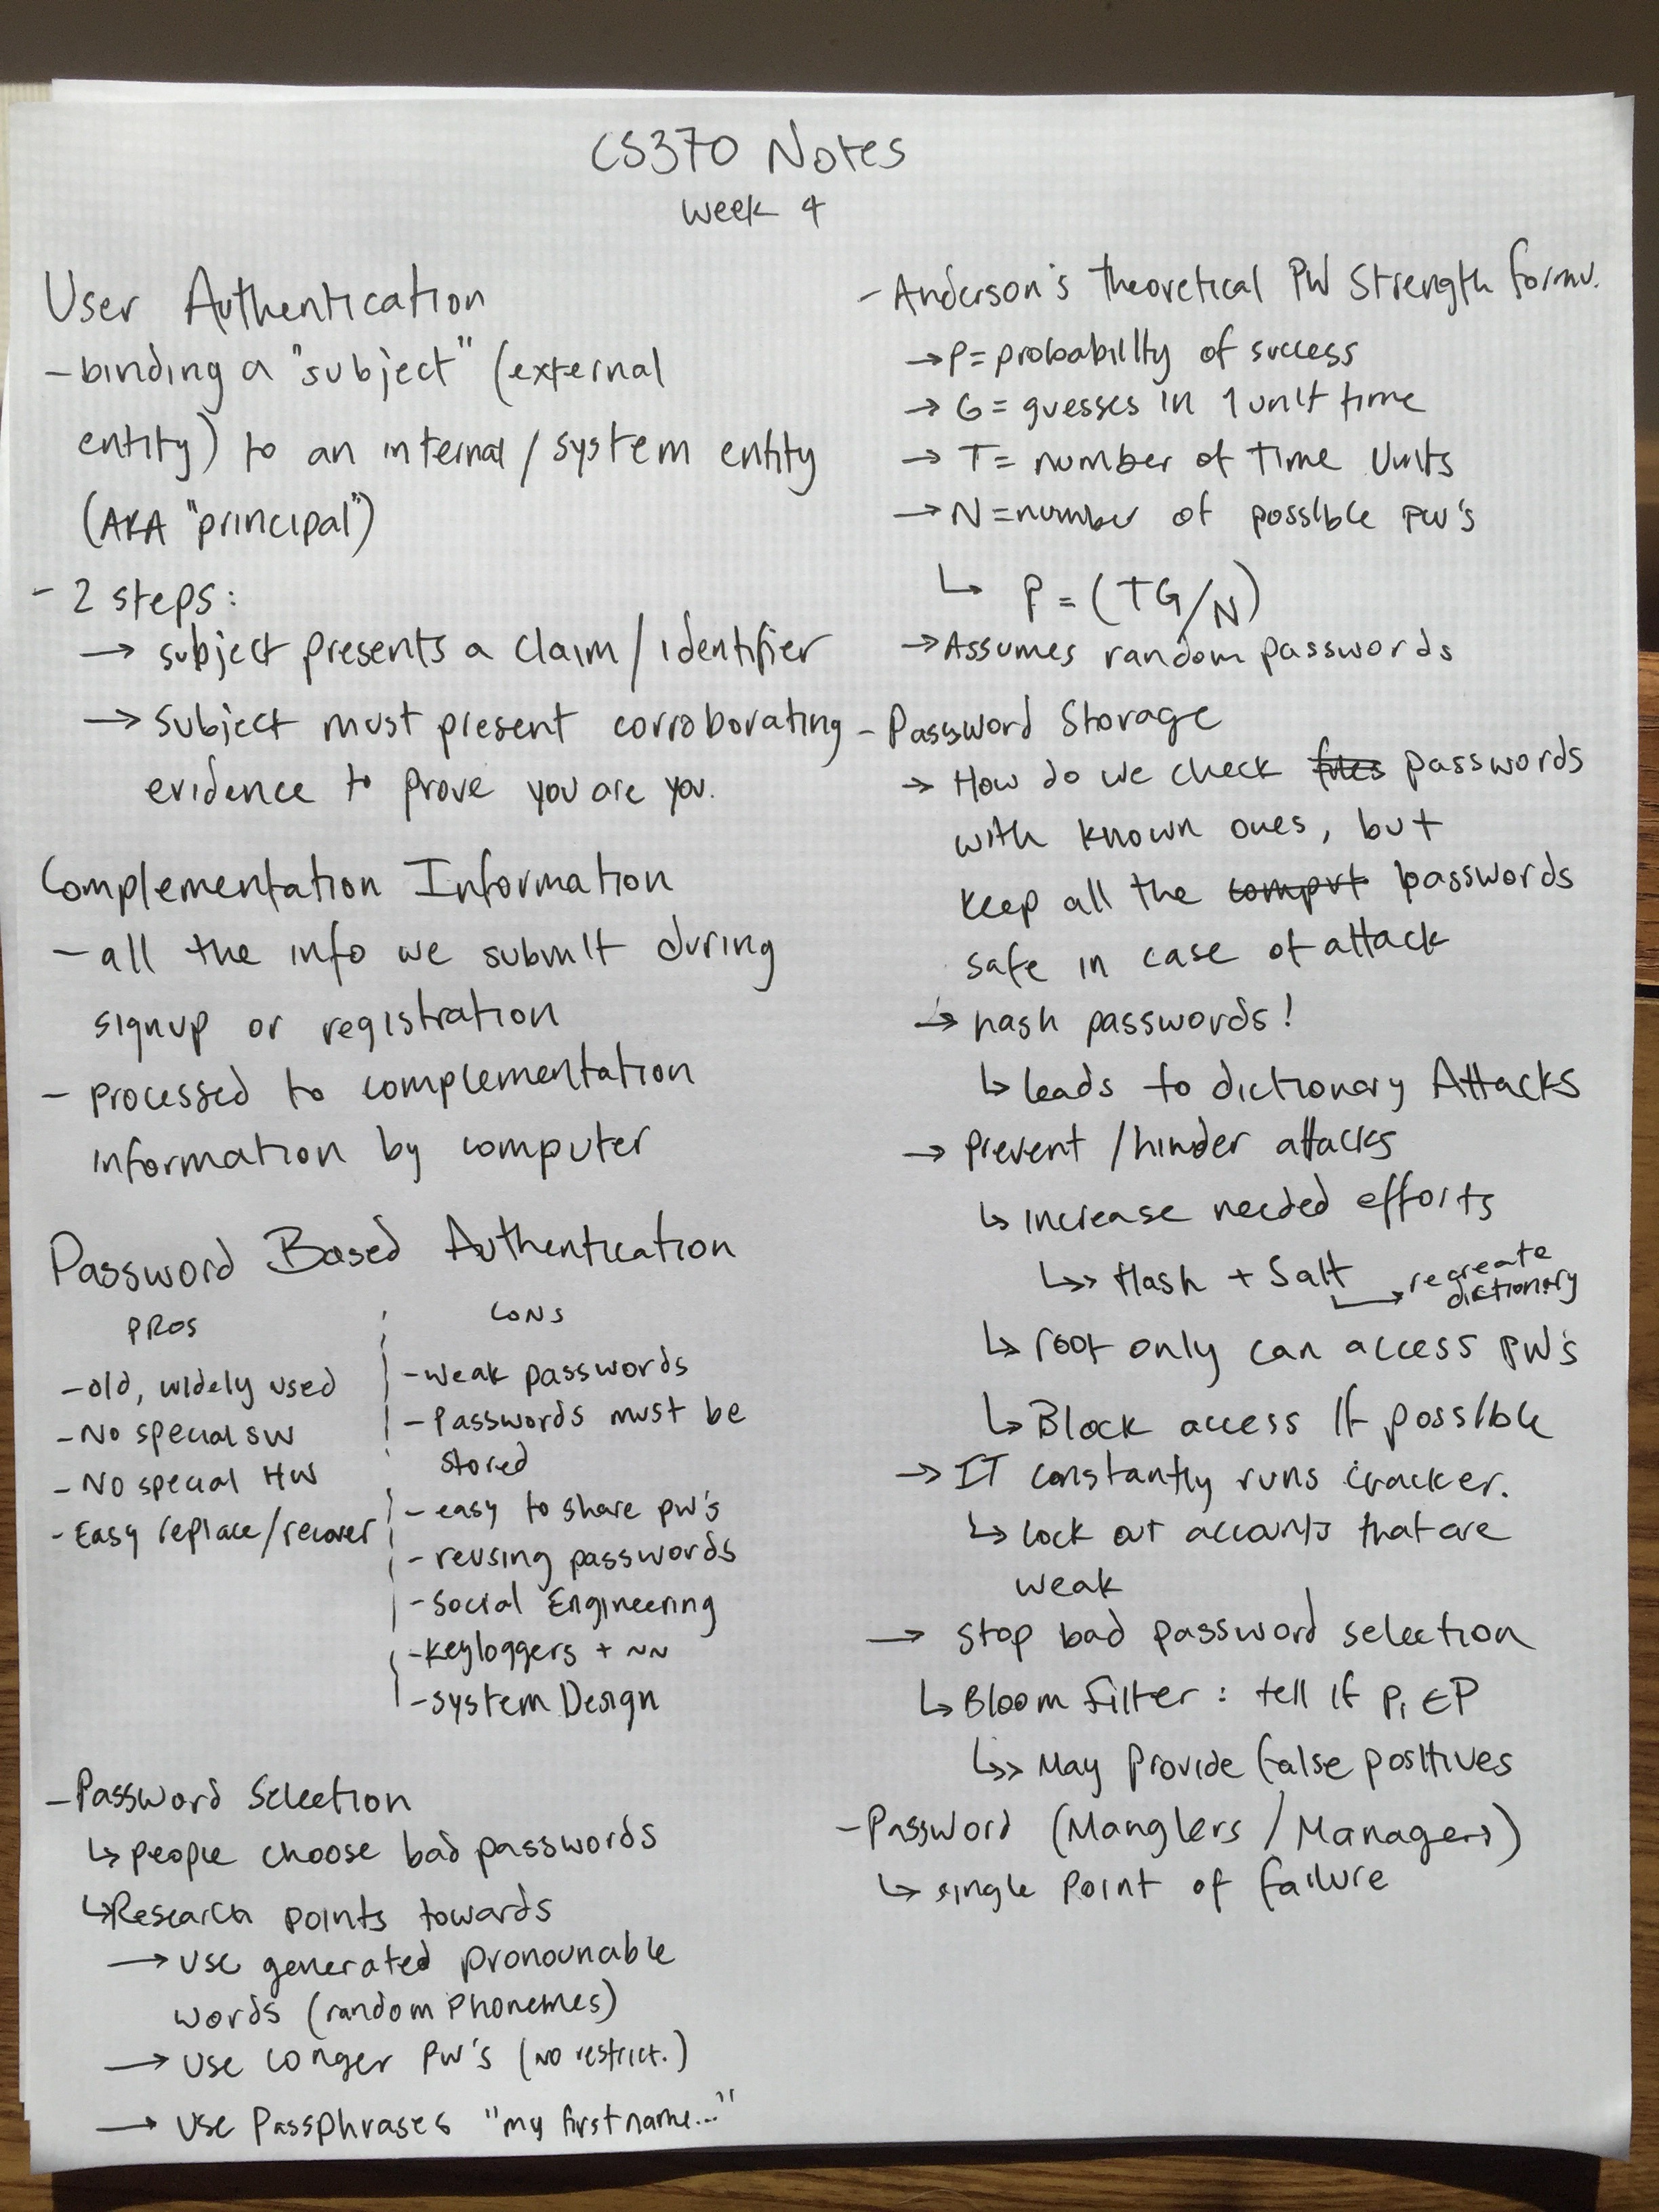 CS370 Notes
Week 4
User Authentication
- binding a "subject" (external
entity) to an internal/system entity
(AKA "principal")
- 2 steps:
→ subject presents a claim/identifier
→ subject must present corroborating
evidence to prove you are you.
Complementation Information
- all the info we submit during
signup or registration
- processed to complementation
information by computer
Password Based Authentication
PROS
- old, widely used
- No special SW
- No special HW
- Easy replace/recover
CONS
- weak passwords
- Passwords must be
stored
- easy to share pw's
- reusing passwords
- Social Engineering
- keyloggers +
- System Design
- Password Selection
↳ people choose bad passwords
↳ Research points towards
→ use generated pronounable
words (random phonemes)
→ Use longer pw's (no restrict.)
→ Use Passphrases "my first name..."
- Anderson's theoretical PW Strength form.
→ P = probability of success
→ G = guesses in 1 unit time
→ T = number of time units
→ N = number of possible PW's
↳ P = (TG/N)
→ Assumes random passwords
- Password Storage
→ How do we check passwords
with known ones, but
keep all the passwords
safe in case of attack
→ Hash passwords!
↳ leads to dictionary Attacks
→ Prevent/hinder attacks
↳ increase needed efforts
↳ Hash + Salt → recreate
dictionary
↳ root only can access PW's
↳ Block access if possible
→ IT constantly runs cracker.
↳ Lock out accounts that are
weak
→ Stop bad password selection
↳ Bloom filter: tell if Pi ∈ P
↳ May Provide false positives
- Password (Manglers/Managers)
↳ single Point of failure